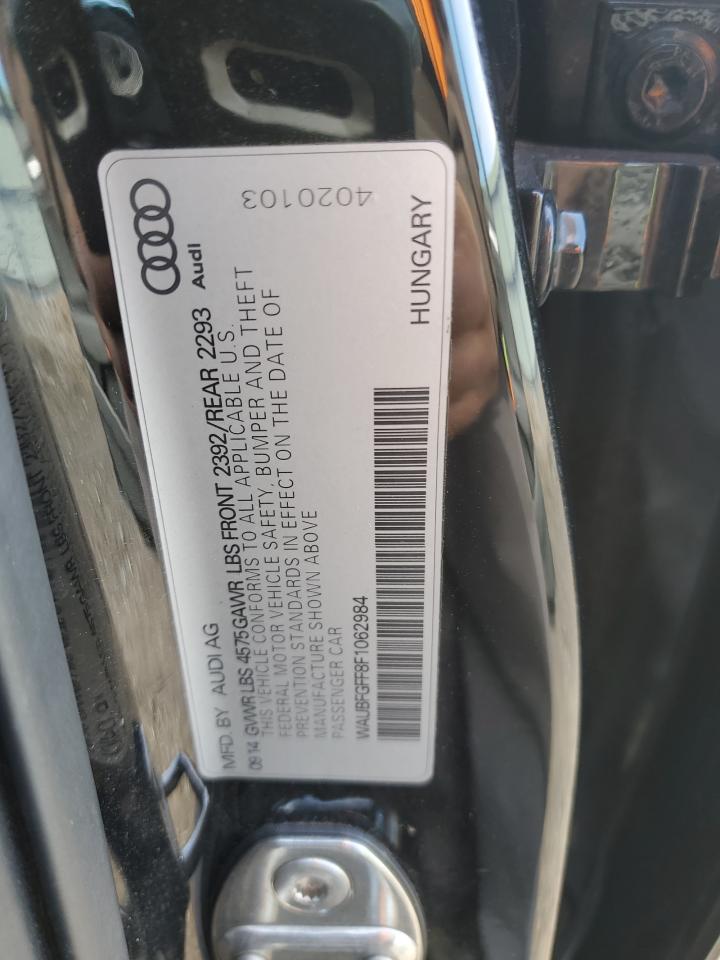 4020103
Audi
MFD. BY AUDI AG
09 14 GVWR LBS 4575 GAWR LBS FRONT 2392/REAR 2293
THIS VEHICLE CONFORMS TO ALL APPLICABLE U.S.
FEDERAL MOTOR VEHICLE SAFETY, BUMPER AND THEFT
PREVENTION STANDARDS IN EFFECT ON THE DATE OF
MANUFACTURE SHOWN ABOVE
PASSENGER CAR
WAUBFGFF8F1062984
HUNGARY